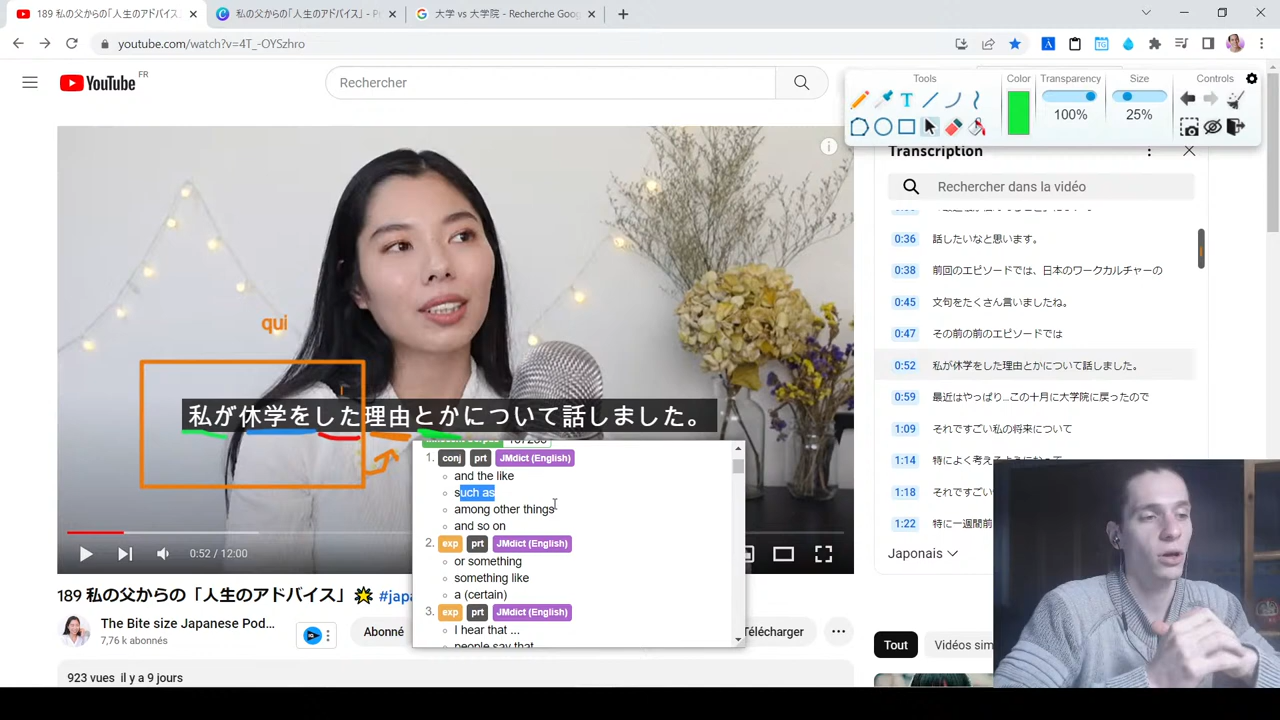 189 私の父からの「人生のアドバイス」
私の父からの「人生のアドバイス」 - P
大学 vs 大学院 - Recherche Goog
youtube.com/watch?v=4T_-OYSzhro
YouTube
FR
Rechercher
Tools
Color
Transparency
Size
Controls
T
100%
25%
qui
私が休学をした理由とかについて話しました。
0:52 / 12:00
1. conj prt JMdict (English)
and the like
such as
among other things
and so on
2. exp prt JMdict (English)
or something
something like
a (certain)
3. exp prt JMdict (English)
I hear that ...
people say that
189 私の父からの「人生のアドバイス」 🌟 #jap
The Bite size Japanese Pod...
7,76 k abonnés
Abonné
Télécharger
923 vues il y a 9 jours
Transcription
Rechercher dans la vidéo
0:36 話したいなと思います。
0:38 前回のエピソードでは、日本のワークカルチャーの
0:45 文句をたくさん言いましたね。
0:47 その前の前のエピソードでは
0:52 私が休学をした理由とかについて話しました。
0:59 最近はやっぱり...この十月に大学院に戻ったので
1:09 それですごい私の将来について
1:14 特によく考える
1:18 それですごい
1:22 特に一週間前
Japonais
Tout
Vidéos sim